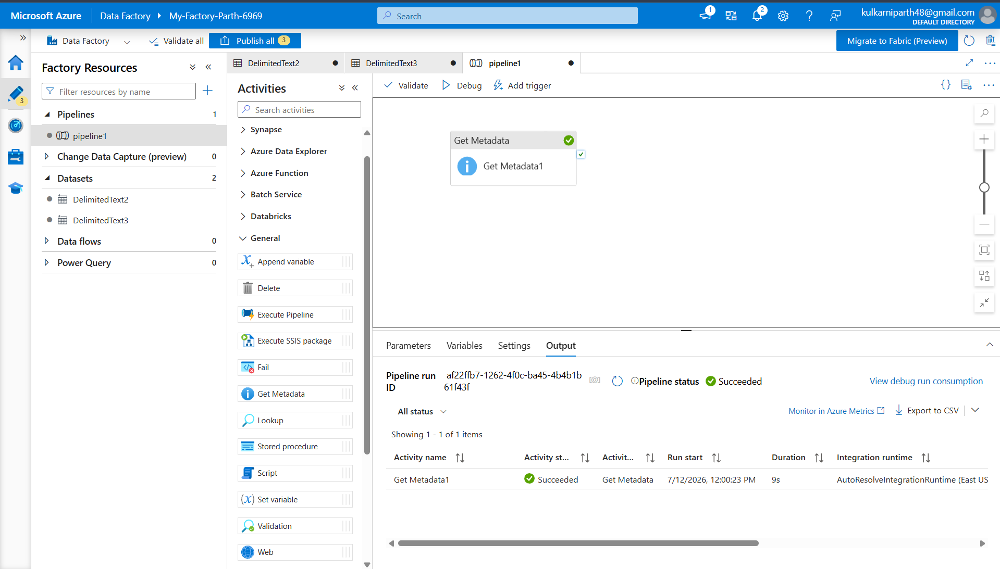 Microsoft Azure Data Factory My-Factory-Parth-6969 Search 1 2 kulkarniparth48@gmail.com
DEFAULT DIRECTORY
Data Factory Validate all Publish all 3 Migrate to Fabric (Preview)
3
Factory Resources
Filter resources by name
Pipelines 1
pipeline1
Change Data Capture (preview) 0
Datasets 2
DelimitedText2
DelimitedText3
Data flows 0
Power Query 0
DelimitedText2 DelimitedText3 pipeline1
Activities
Search activities
Synapse
Azure Data Explorer
Azure Function
Batch Service
Databricks
General
Append variable
Delete
Execute Pipeline
Execute SSIS package
Fail
Get Metadata
Lookup
Stored procedure
Script
Set variable
Validation
Web
Validate Debug Add trigger
Get Metadata
Get Metadata1
Parameters Variables Settings Output
Pipeline run ID af22ffb7-1262-4f0c-ba45-4b4b1b
61f43f
Pipeline status Succeeded View debug run consumption
All status Monitor in Azure Metrics Export to CSV
Showing 1 - 1 of 1 items
Activity name Activity st... Activit... Run start Duration Integration runtime
Get Metadata1 Succeeded Get Metadata 7/12/2026, 12:00:23 PM 9s AutoResolveIntegrationRuntime (East US